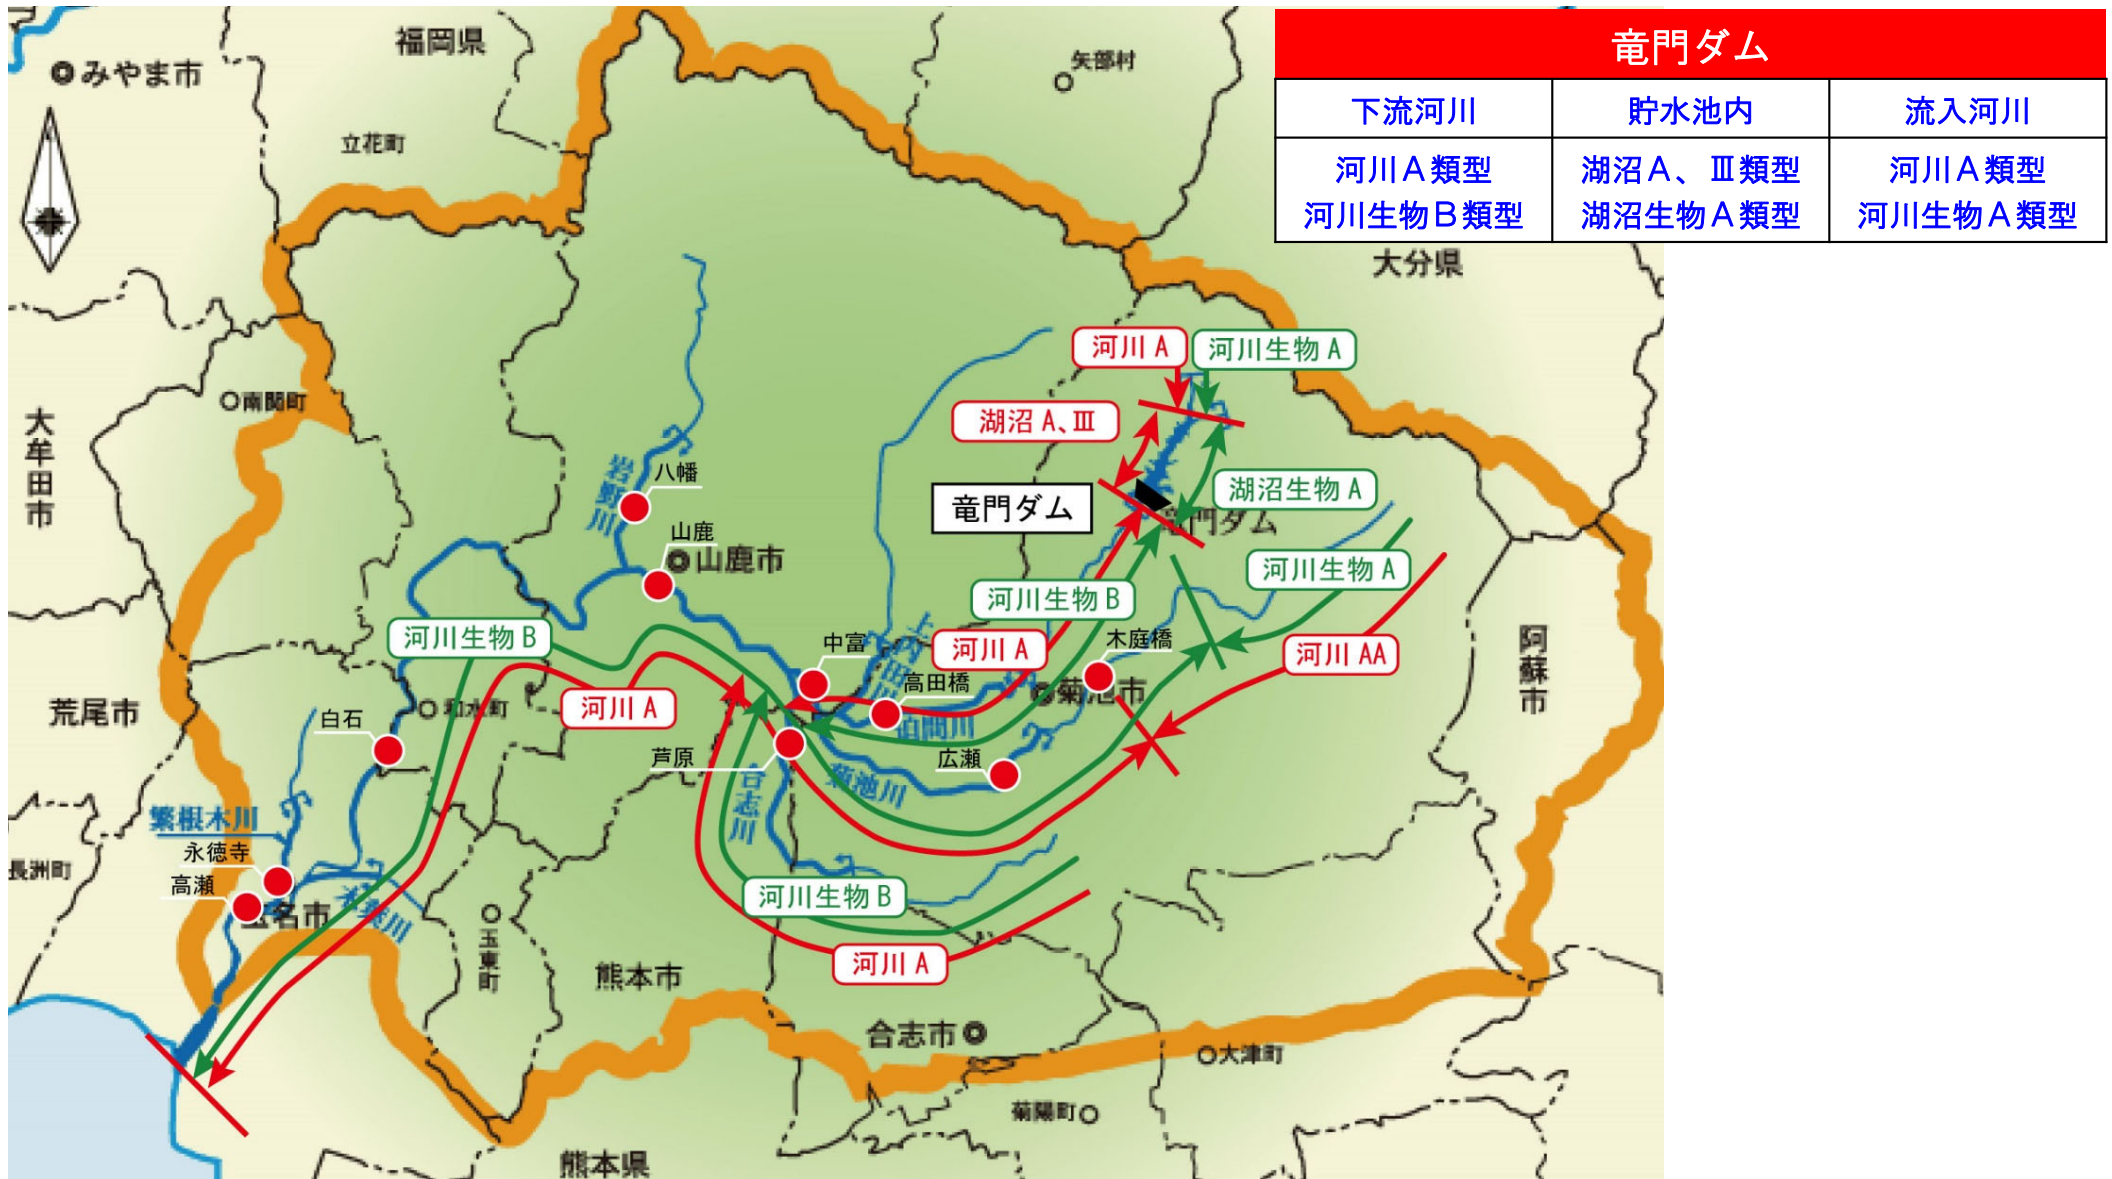 竜門ダム
下流河川
貯水池内
流入河川
河川A類型
河川生物B類型
湖沼A、Ⅲ類型
湖沼生物A類型
河川A類型
河川生物A類型
福岡県
みやま市
矢部村
立花町
大分県
河川A
河川生物A
南関町
湖沼A、Ⅲ
大牟田市
八幡
岩野川
湖沼生物A
竜門ダム
竜門ダム
山鹿
山鹿市
河川生物A
河川生物B
上内田川
河川生物B
中富
河川A
木庭橋
河川AA
阿蘇市
高田橋
菊池市
荒尾市
和水町
河川A
白石
迫間川
芦原
広瀬
菊池川
合志川
繁根木川
永徳寺
長洲町
高瀬
河川生物B
木葉川
玉名市
玉東町
河川A
熊本市
合志市
大津町
菊陽町
熊本県